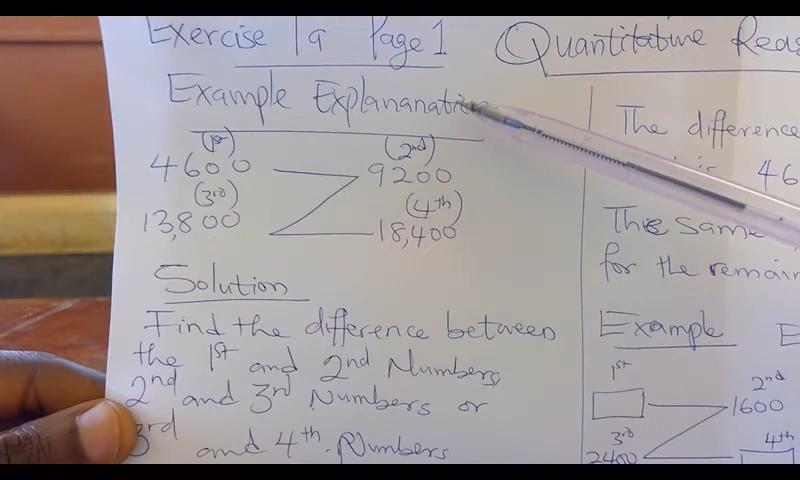 Exercise 1a Page 1
Quantitative Reas
Example Explananation
(1st) (2nd)
4600 9200
(3rd) (4th)
13,800 18,400
Solution
Find the difference between
the 1st and 2nd Numbers,
2nd and 3rd Numbers or
3rd and 4th Numbers
The difference
46
The same
for the remain
Example E
1st
2nd
1600
3rd 4th
2400